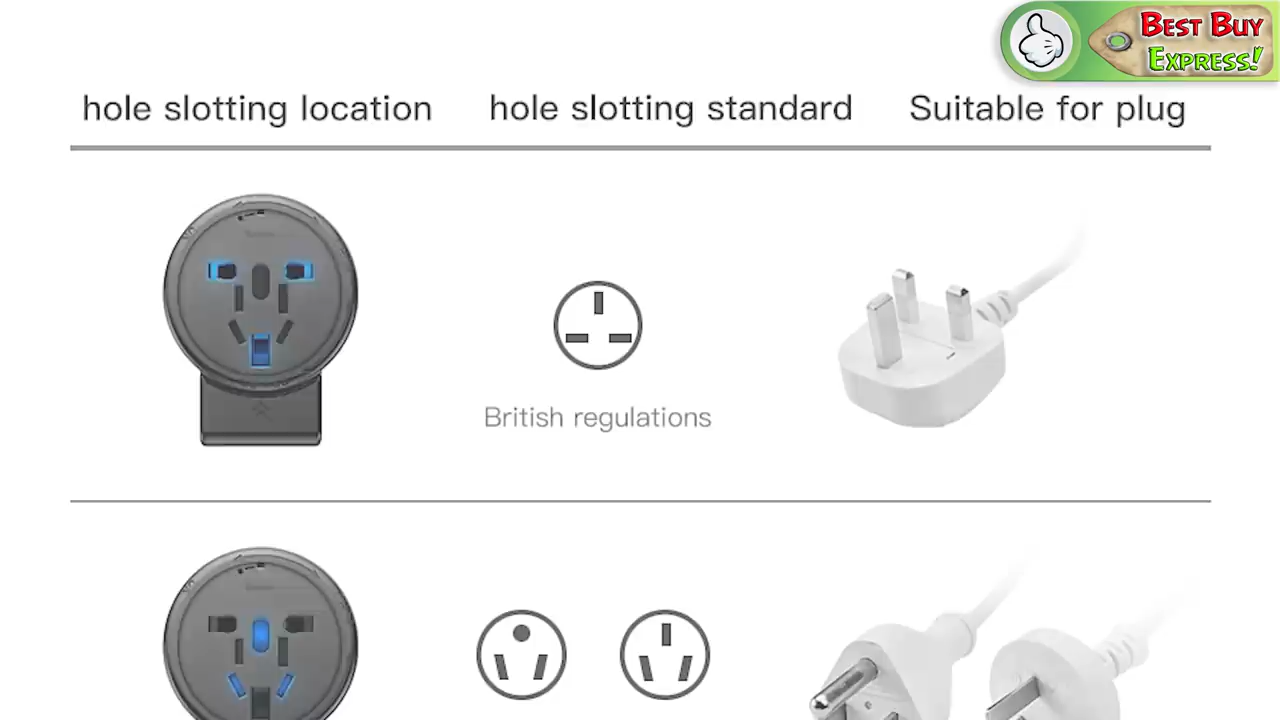 BEST BUY
EXPRESS!
hole slotting location hole slotting standard Suitable for plug
British regulations